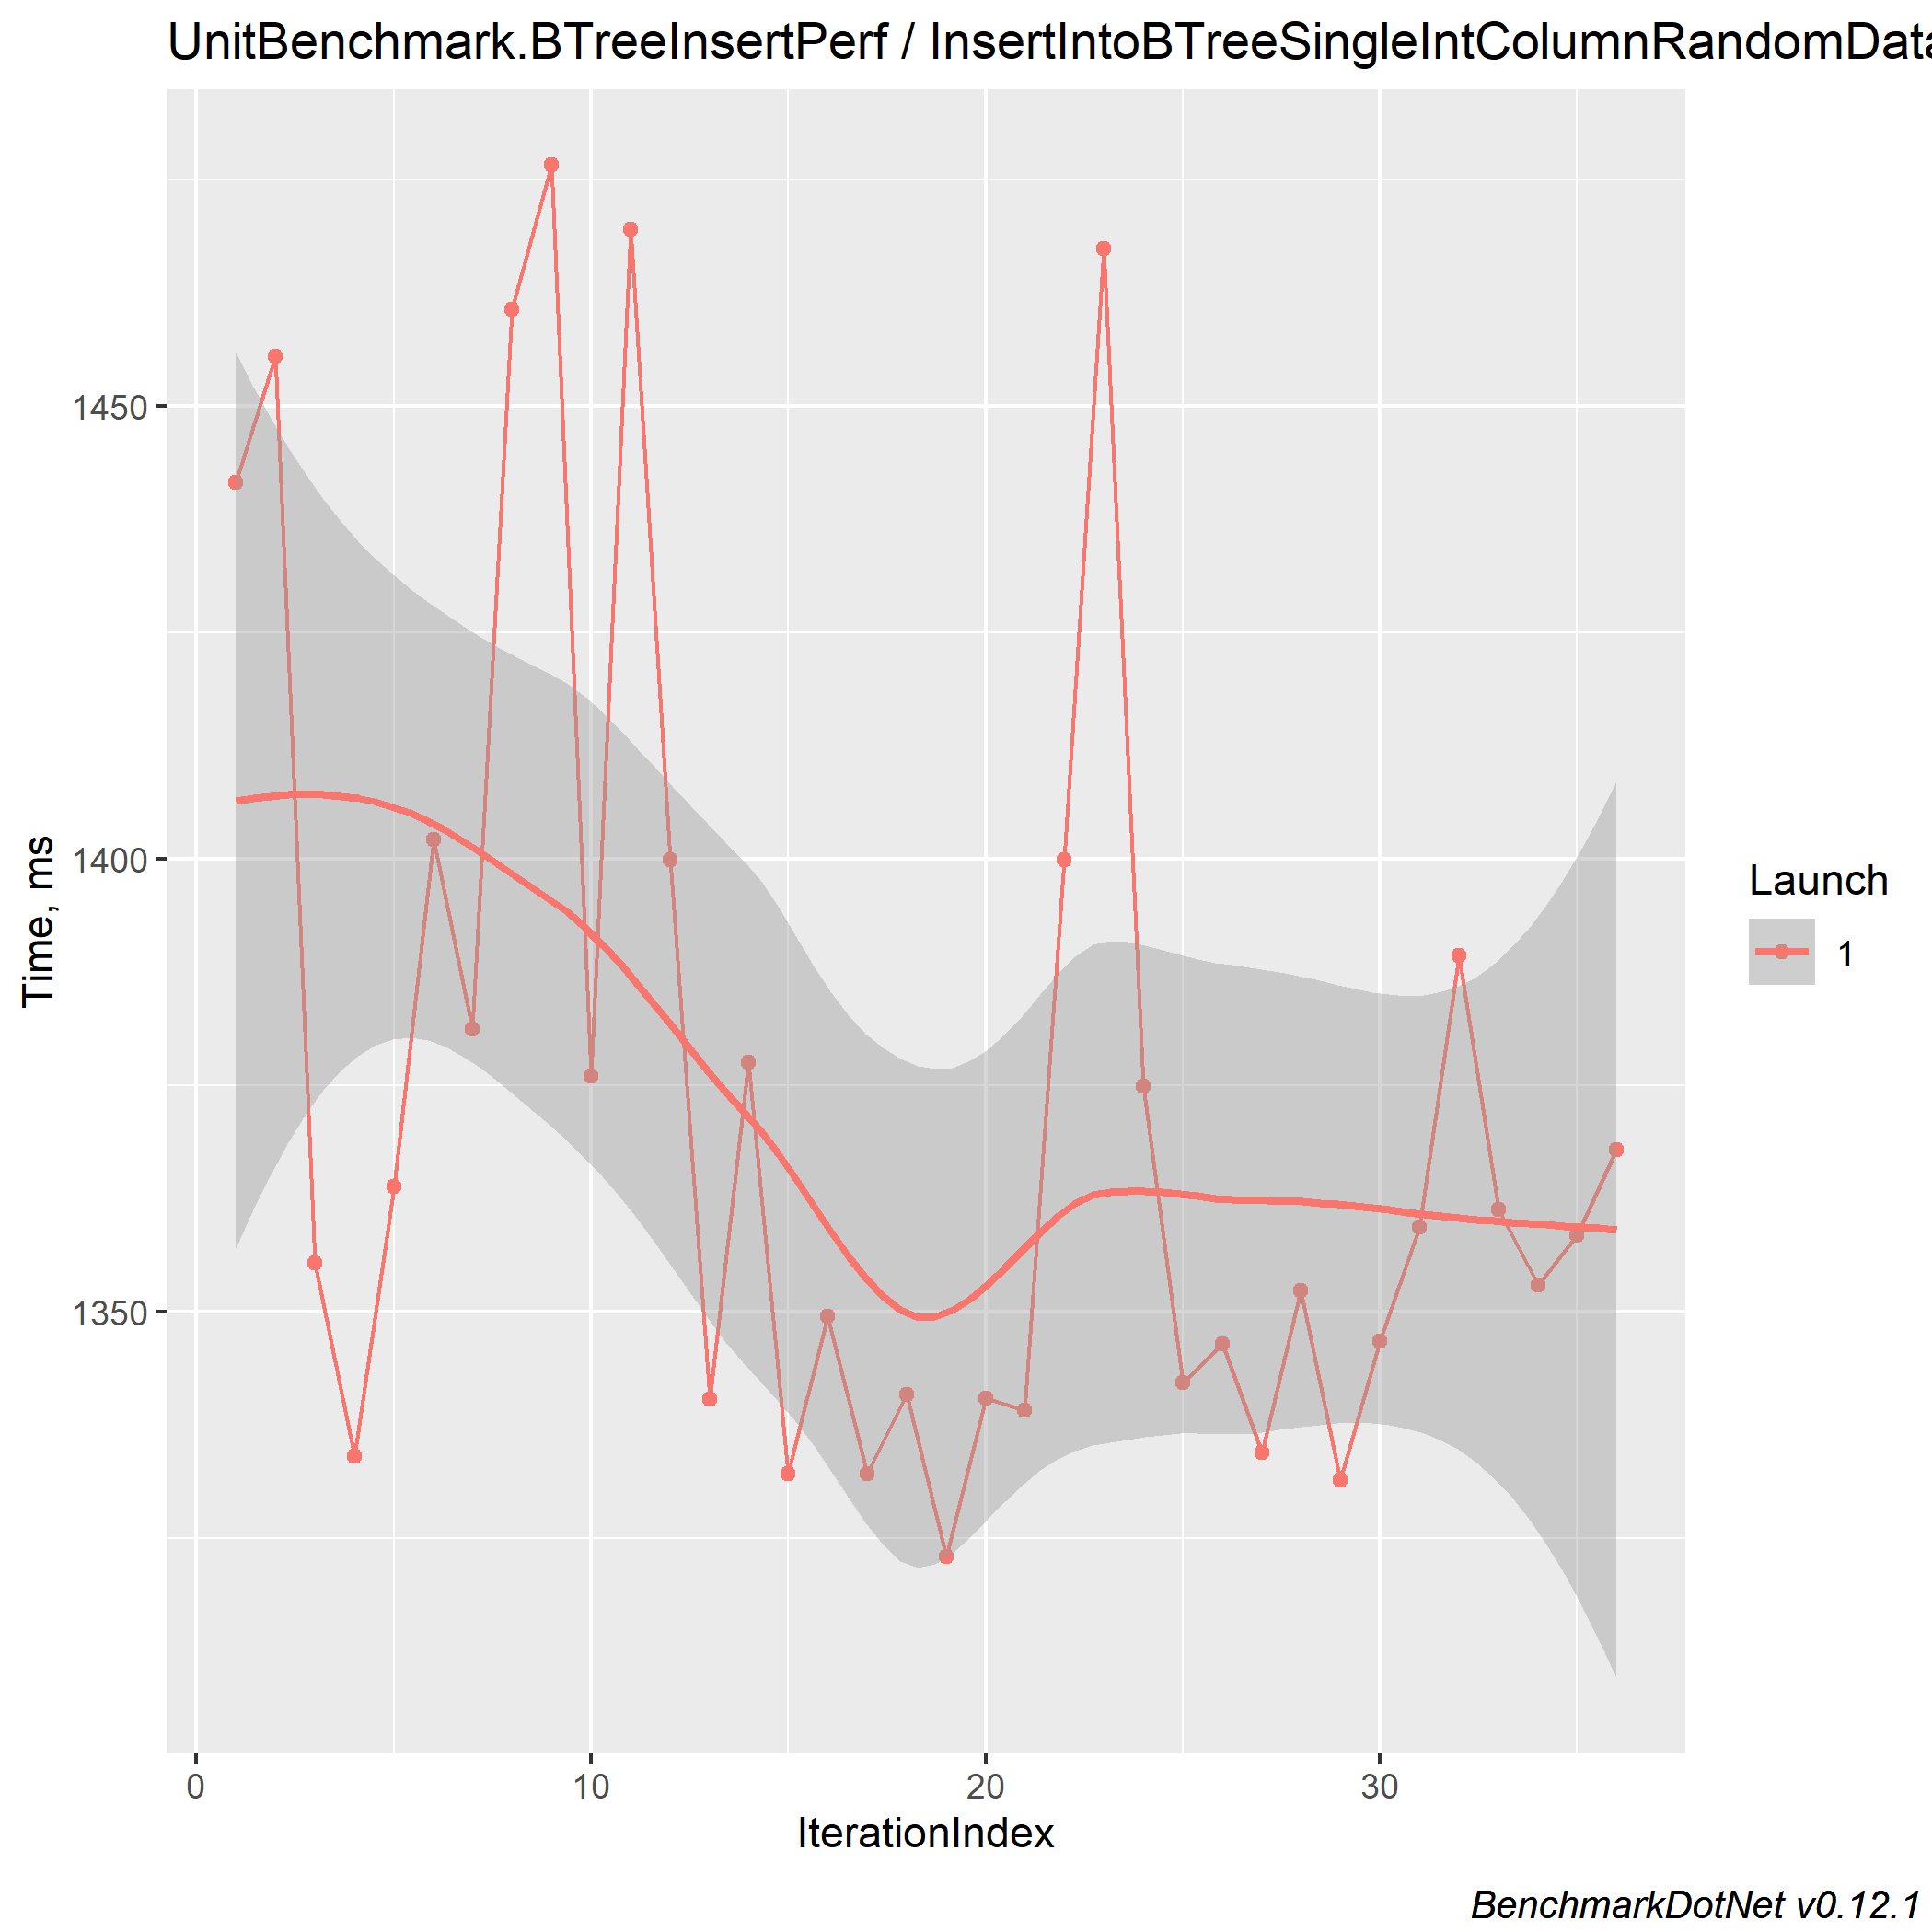 UnitBenchmark.BTreeInsertPerf / InsertIntoBTreeSingleIntColumnRandomData
Time, ms
1450
1400
1350
0 10 20 30
IterationIndex
Launch
1
BenchmarkDotNet v0.12.1